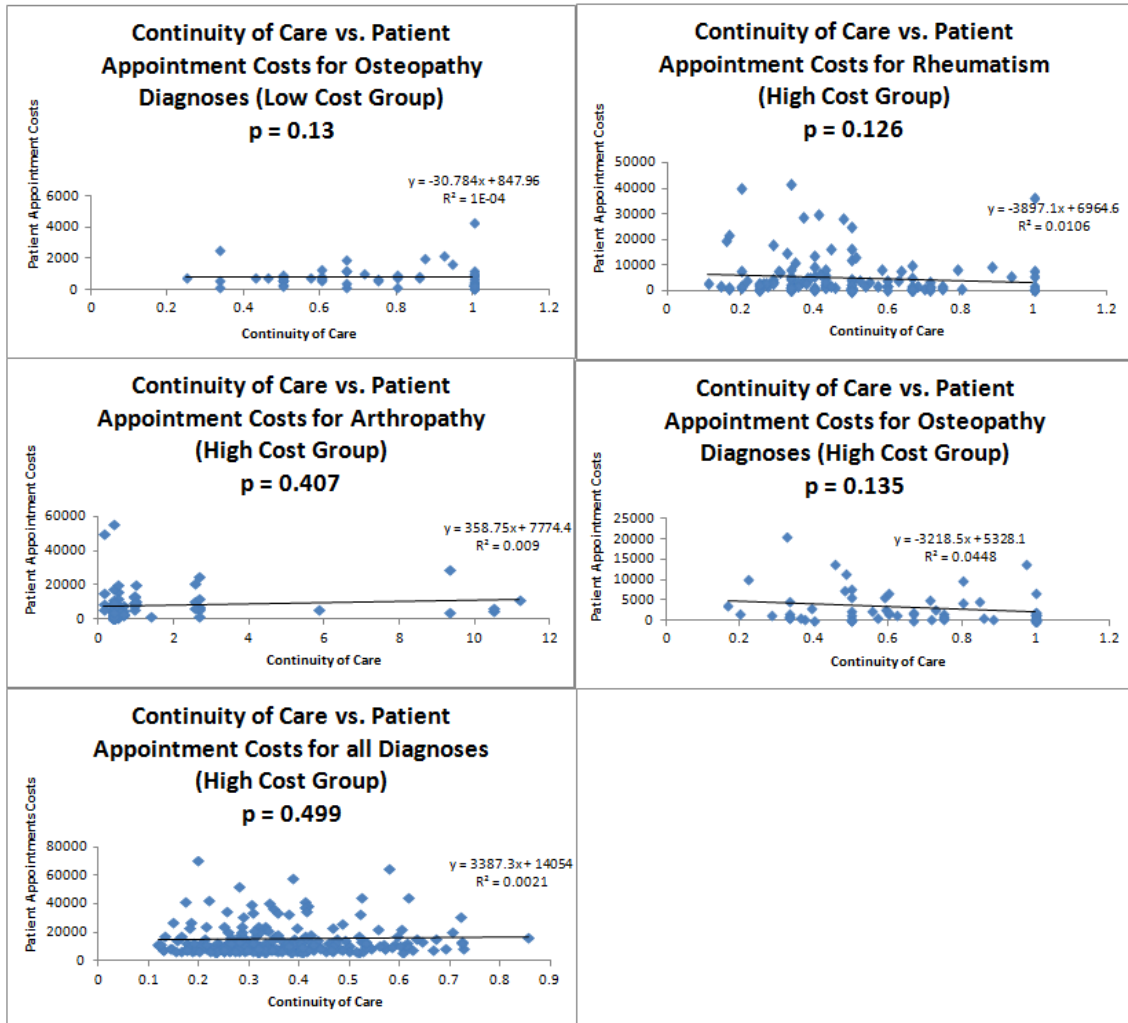 Continuity of Care vs. Patient
Appointment Costs for Osteopathy
Diagnoses (Low Cost Group)
p = 0.13
Patient Appointment Costs
y = -30.784x + 847.96
R² = 1E-04
6000
4000
2000
0
0 0.2 0.4 0.6 0.8 1 1.2
Continuity of Care
Continuity of Care vs. Patient
Appointment Costs for Rheumatism
(High Cost Group)
p = 0.126
Patient Appointment Costs
50000
40000
30000
20000
10000
0
y = -3897.1x + 6964.6
R² = 0.0106
0 0.2 0.4 0.6 0.8 1 1.2
Continuity of Care
Continuity of Care vs. Patient
Appointment Costs for Arthropathy
(High Cost Group)
p = 0.407
Patient Appointment Costs
60000
40000
20000
0
y = 358.75x + 7774.4
R² = 0.009
0 2 4 6 8 10 12
Continuity of Care
Continuity of Care vs. Patient
Appointment Costs for Osteopathy
Diagnoses (High Cost Group)
p = 0.135
Patient Appointment Costs
25000
20000
15000
10000
5000
0
y = -3218.5x + 5328.1
R² = 0.0448
0 0.2 0.4 0.6 0.8 1 1.2
Continuity of Care
Continuity of Care vs. Patient
Appointment Costs for all Diagnoses
(High Cost Group)
p = 0.499
Patient Appointments Costs
80000
60000
40000
20000
0
y = 3387.3x + 14054
R² = 0.0021
0 0.1 0.2 0.3 0.4 0.5 0.6 0.7 0.8 0.9
Continuity of Care